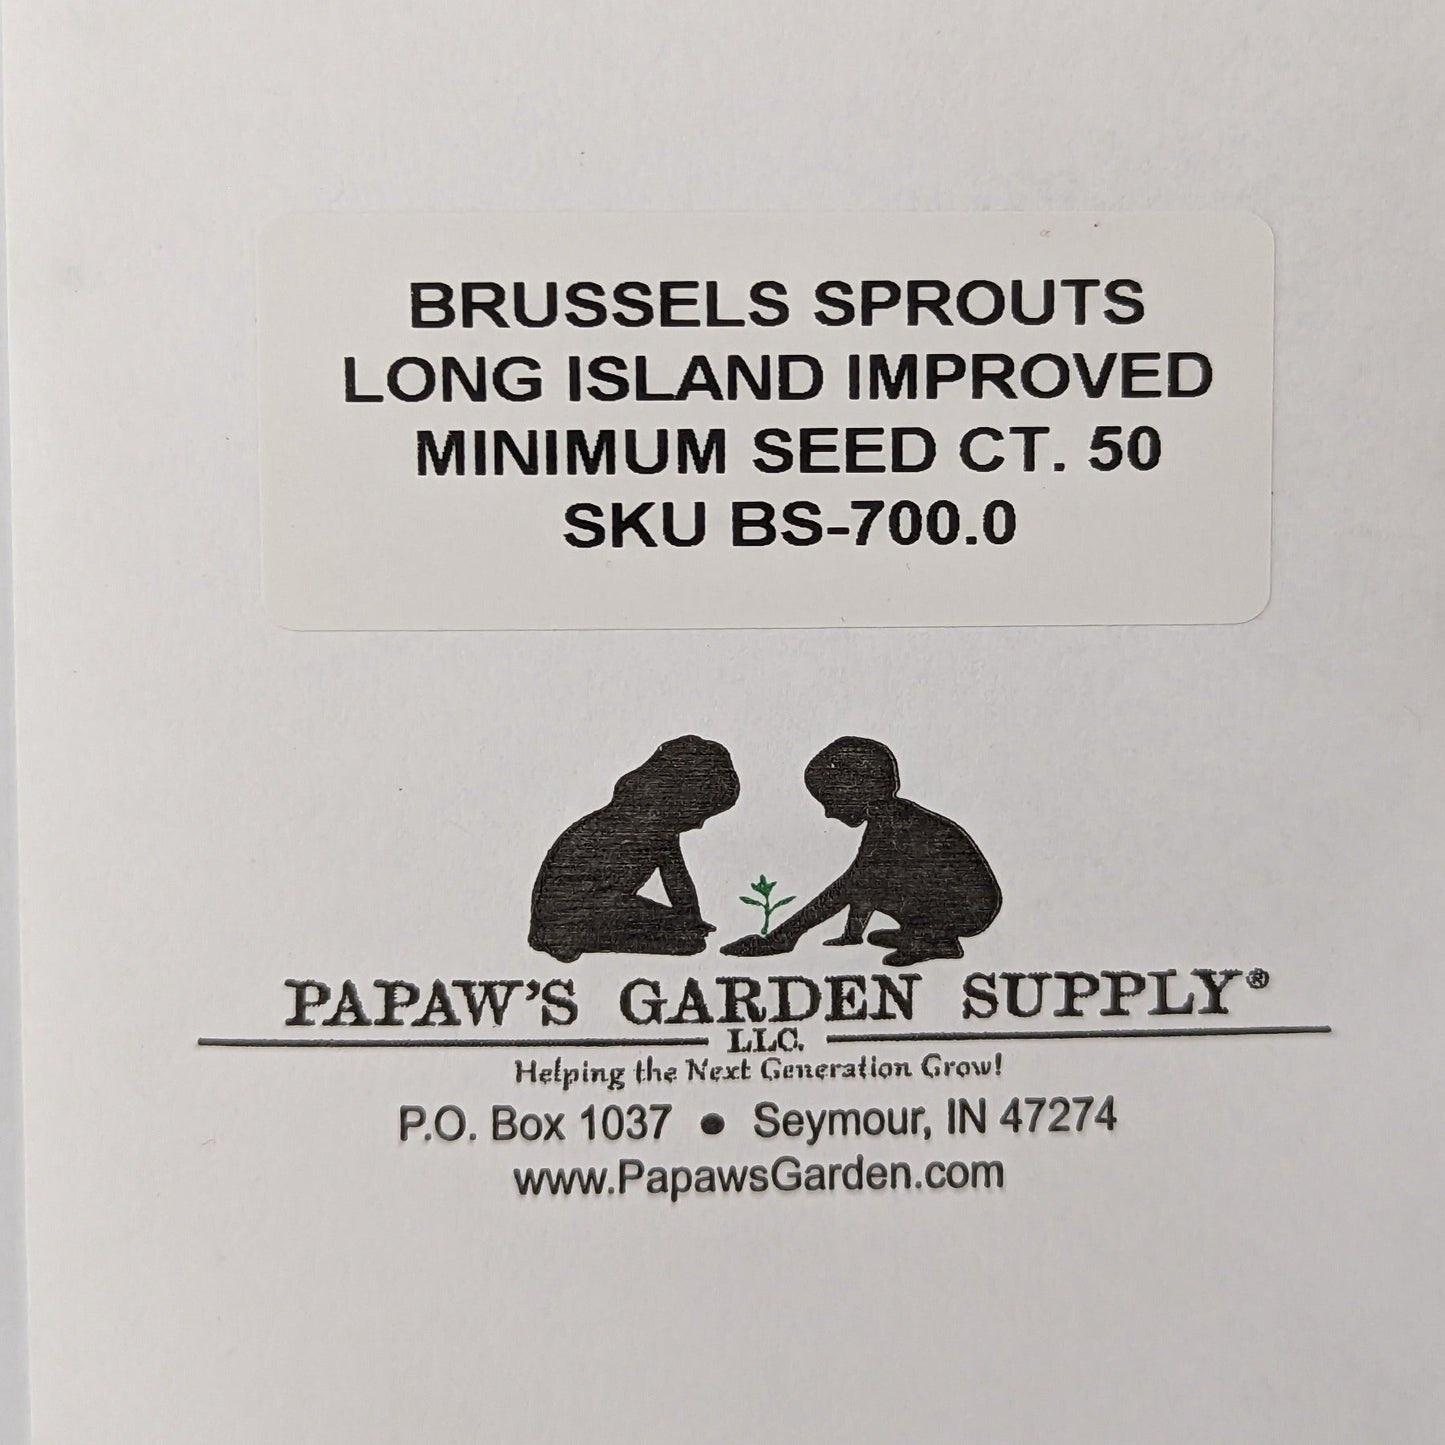 BRUSSELS SPROUTS
LONG ISLAND IMPROVED
MINIMUM SEED CT. 50
SKU BS-700.0
PAPAW'S GARDEN SUPPLY®
LLC.
Helping the Next Generation Grow!
P.O. Box 1037 ● Seymour, IN 47274
www.PapawsGarden.com